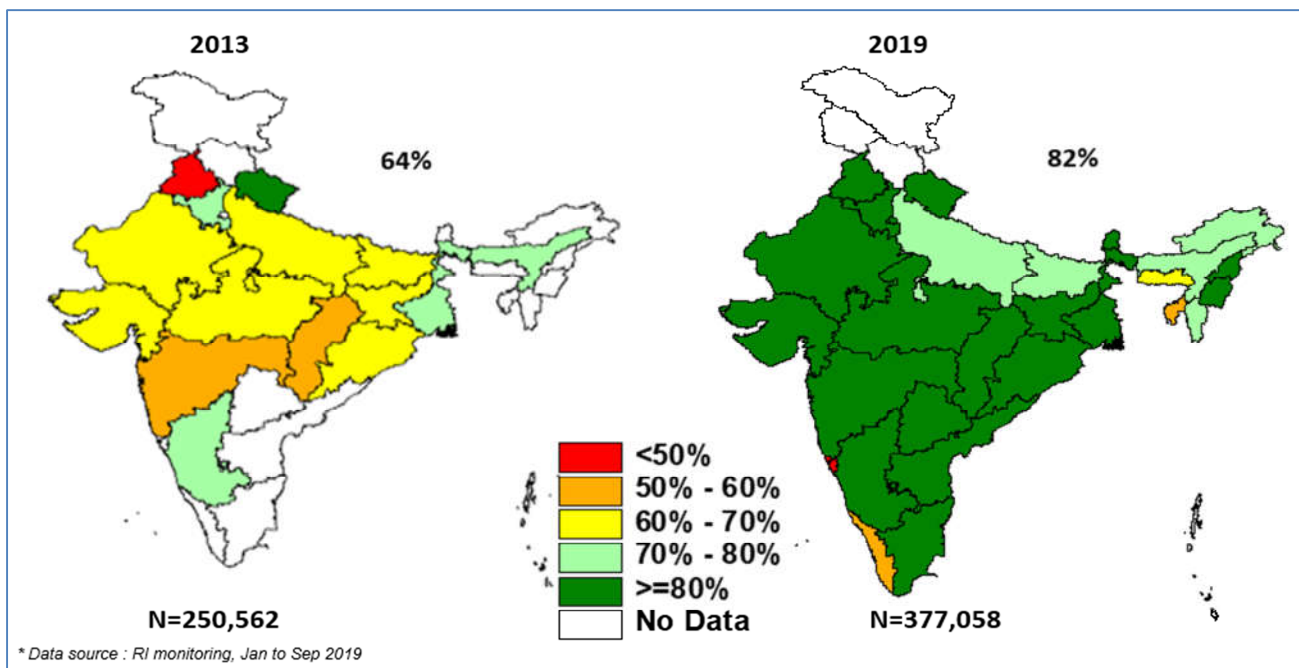 2013
2019
64%
82%
<50%
50% - 60%
60% - 70%
70% - 80%
>=80%
No Data
N=250,562
N=377,058
* Data source : RI monitoring, Jan to Sep 2019